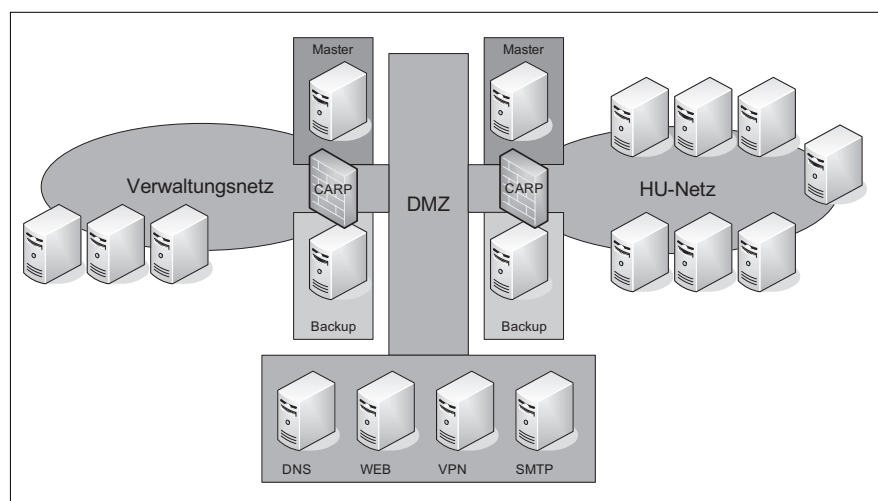 Master
Master
Verwaltungsnetz
CARP
DMZ
CARP
HU-Netz
Backup
Backup
DNS
WEB
VPN
SMTP